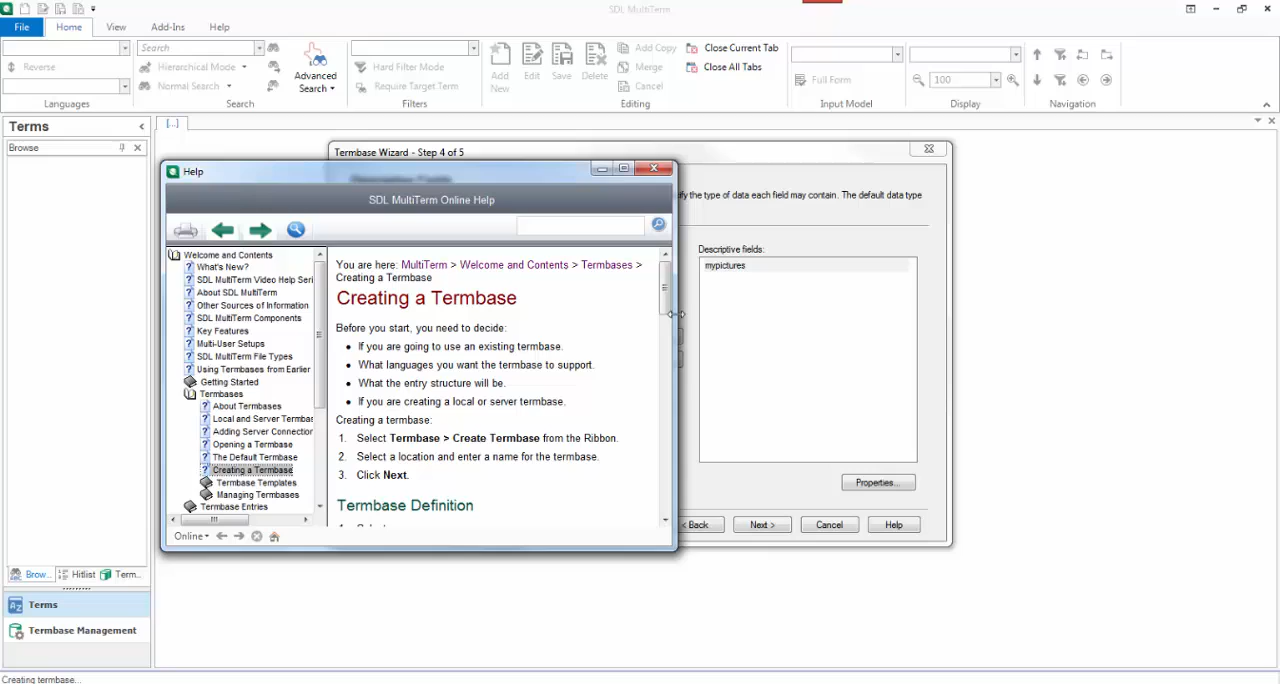 SDL MultiTerm
File Home View Add-Ins Help
Search
Reverse
Hierarchical Mode
Normal Search
Advanced
Search
Hard Filter Mode
Require Target Term
Add
New
Edit
Save
Delete
Add Copy
Merge
Cancel
Close Current Tab
Close All Tabs
Full Form
100
Languages
Search
Filters
Editing
Input Model
Display
Navigation
Terms
[...]
Browse
Termbase Wizard - Step 4 of 5
ify the type of data each field may contain. The default data type
Descriptive fields:
mypictures
Properties...
< Back
Next >
Cancel
Help
Help
SDL MultiTerm Online Help
Welcome and Contents
What's New?
SDL MultiTerm Video Help Seri
About SDL MultiTerm
Other Sources of Information
SDL MultiTerm Components
Key Features
Multi-User Setups
SDL MultiTerm File Types
Using Termbases from Earlier
Getting Started
Termbases
About Termbases
Local and Server Termbas
Adding Server Connection
Opening a Termbase
The Default Termbase
Creating a Termbase
Termbase Templates
Managing Termbases
Termbase Entries
You are here: MultiTerm > Welcome and Contents > Termbases >
Creating a Termbase
Creating a Termbase
Before you start, you need to decide:
• If you are going to use an existing termbase.
• What languages you want the termbase to support.
• What the entry structure will be.
• If you are creating a local or server termbase.
Creating a termbase:
1. Select Termbase > Create Termbase from the Ribbon.
2. Select a location and enter a name for the termbase.
3. Click Next.
Termbase Definition
Online
Brow... Hitlist Term...
Terms
Termbase Management
Creating termbase...